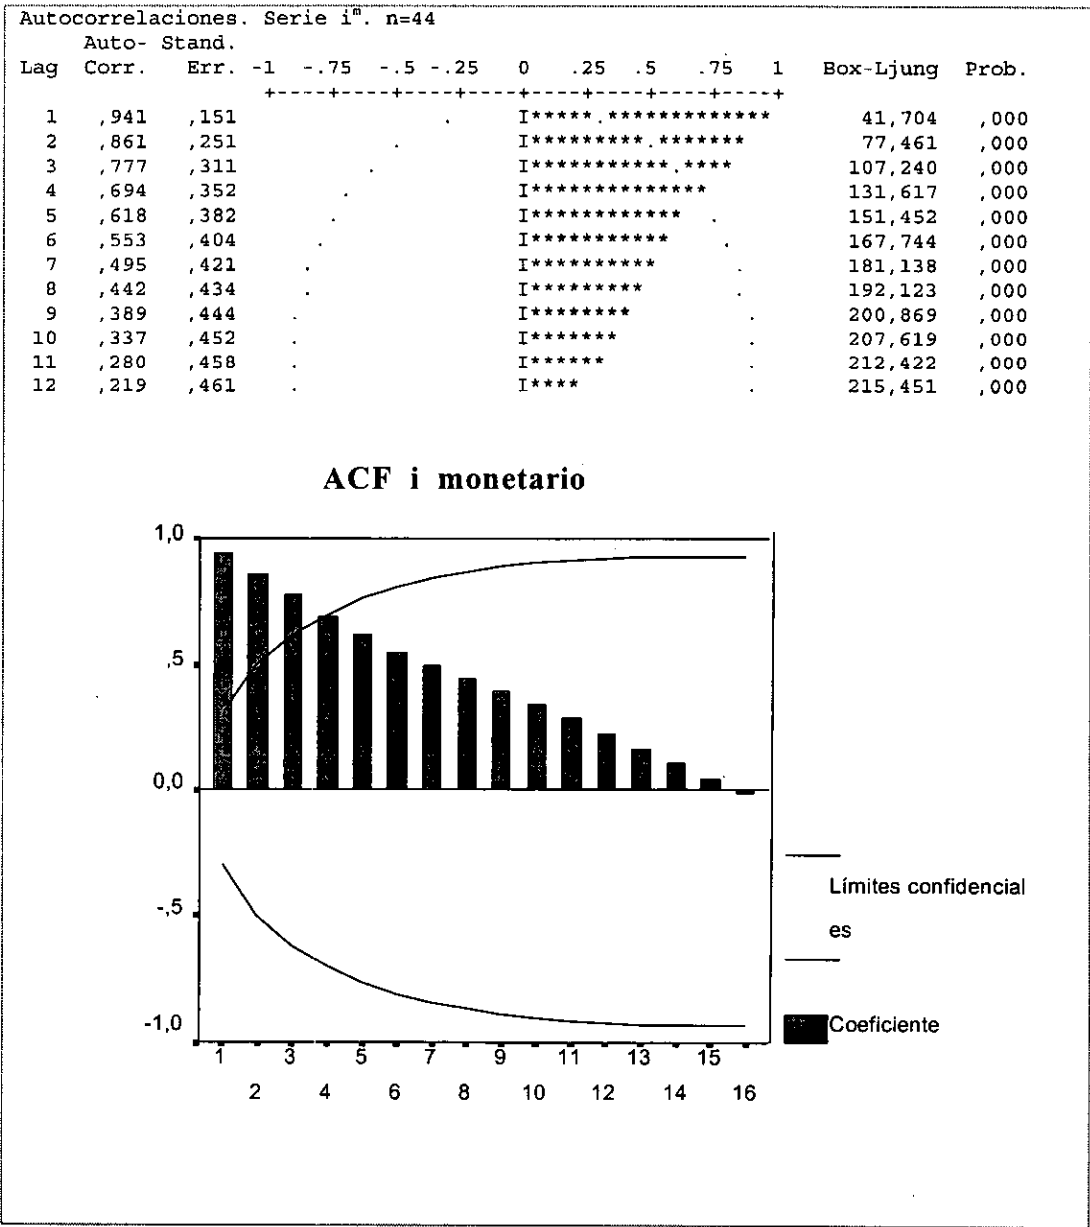 Autocorrelaciones. Serie i^m. n=44
Auto- Stand.
Lag Corr. Err. -1 -.75 -.5 -.25 0 .25 .5 .75 1 Box-Ljung Prob.
+----+----+----+----+----+----+----+----+
1 ,941 ,151 . I*****.************* 41,704 ,000
2 ,861 ,251 . I*********.******* 77,461 ,000
3 ,777 ,311 . I***********.**** 107,240 ,000
4 ,694 ,352 . I************** 131,617 ,000
5 ,618 ,382 . I************ . 151,452 ,000
6 ,553 ,404 . I*********** . 167,744 ,000
7 ,495 ,421 . I********** . 181,138 ,000
8 ,442 ,434 . I********* . 192,123 ,000
9 ,389 ,444 . I******** . 200,869 ,000
10 ,337 ,452 . I******* . 207,619 ,000
11 ,280 ,458 . I****** . 212,422 ,000
12 ,219 ,461 . I**** . 215,451 ,000
ACF i monetario
1,0
,5
0,0
-,5
-1,0
1 3 5 7 9 11 13 15
2 4 6 8 10 12 14 16
Límites confidencial
es
Coeficiente